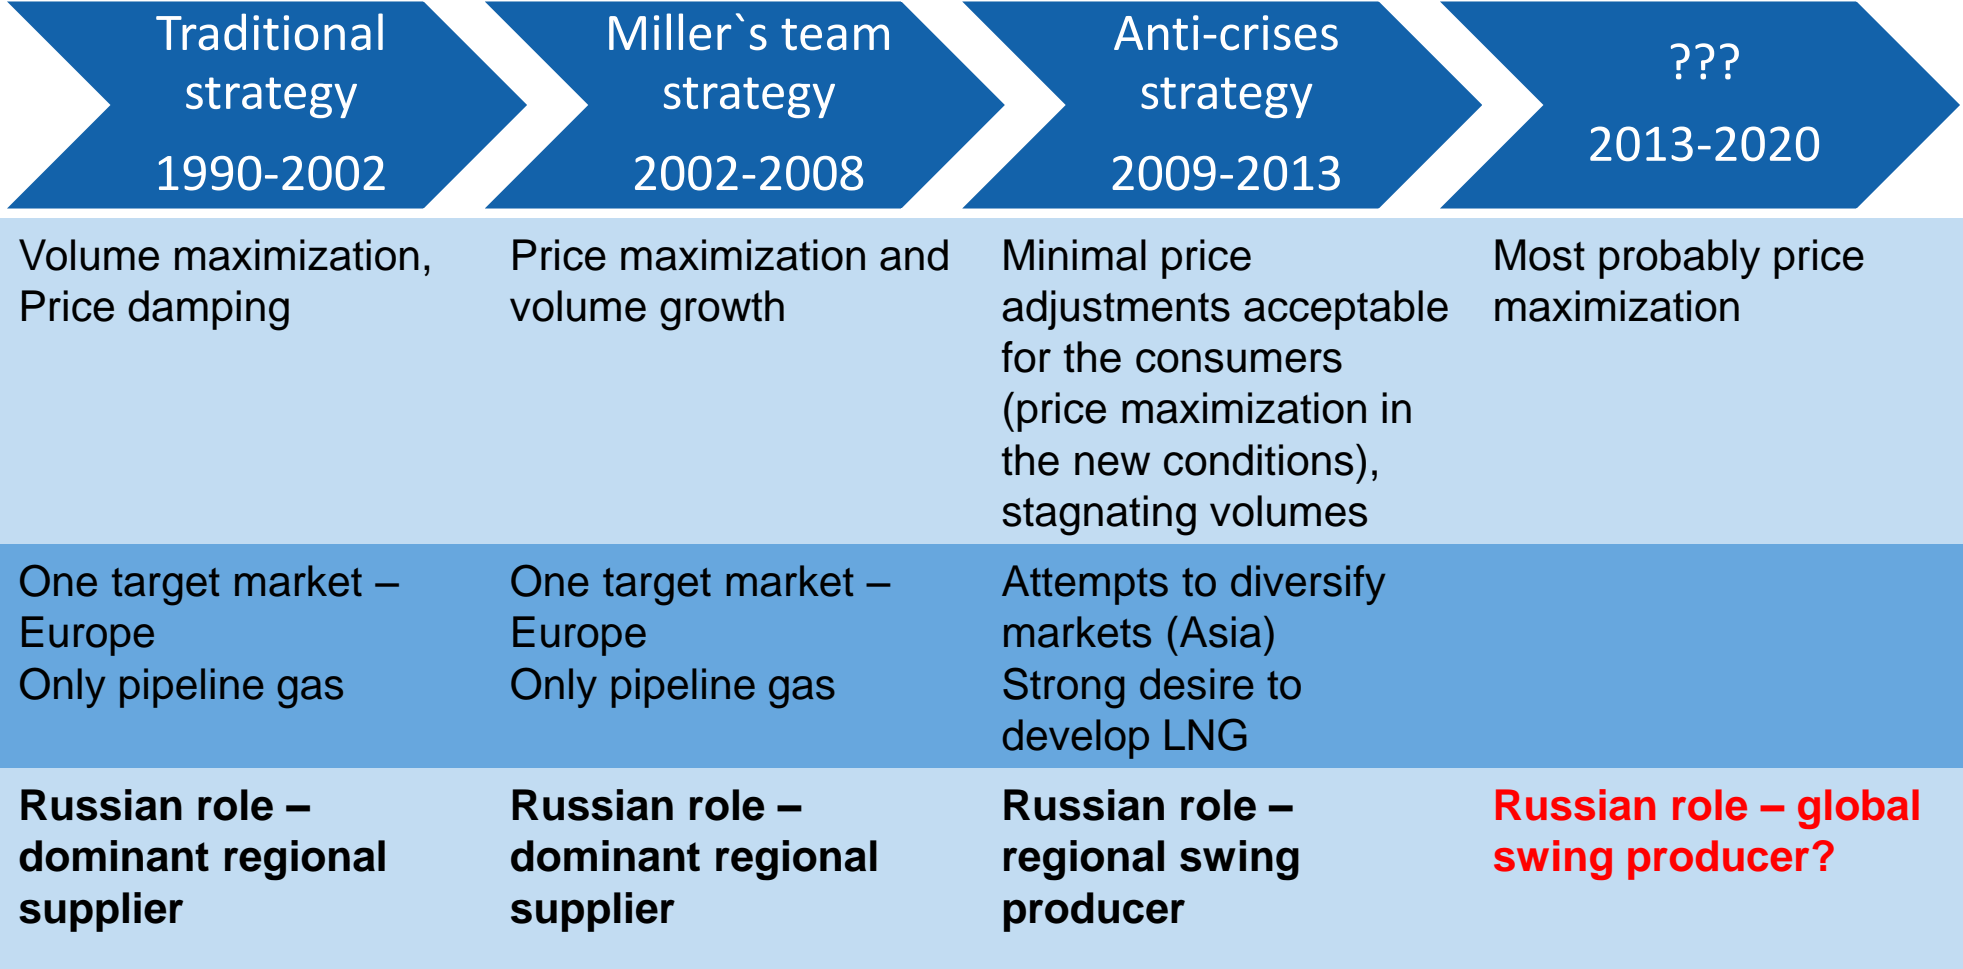 Traditional
strategy
1990-2002
Miller`s team
strategy
2002-2008
Anti-crises
strategy
2009-2013
???
2013-2020
Volume maximization,
Price damping
Price maximization and
volume growth
Minimal price
adjustments acceptable
for the consumers
(price maximization in
the new conditions),
stagnating volumes
Most probably price
maximization
One target market –
Europe
Only pipeline gas
One target market –
Europe
Only pipeline gas
Attempts to diversify
markets (Asia)
Strong desire to
develop LNG
Russian role –
dominant regional
supplier
Russian role –
dominant regional
supplier
Russian role –
regional swing
producer
Russian role – global
swing producer?